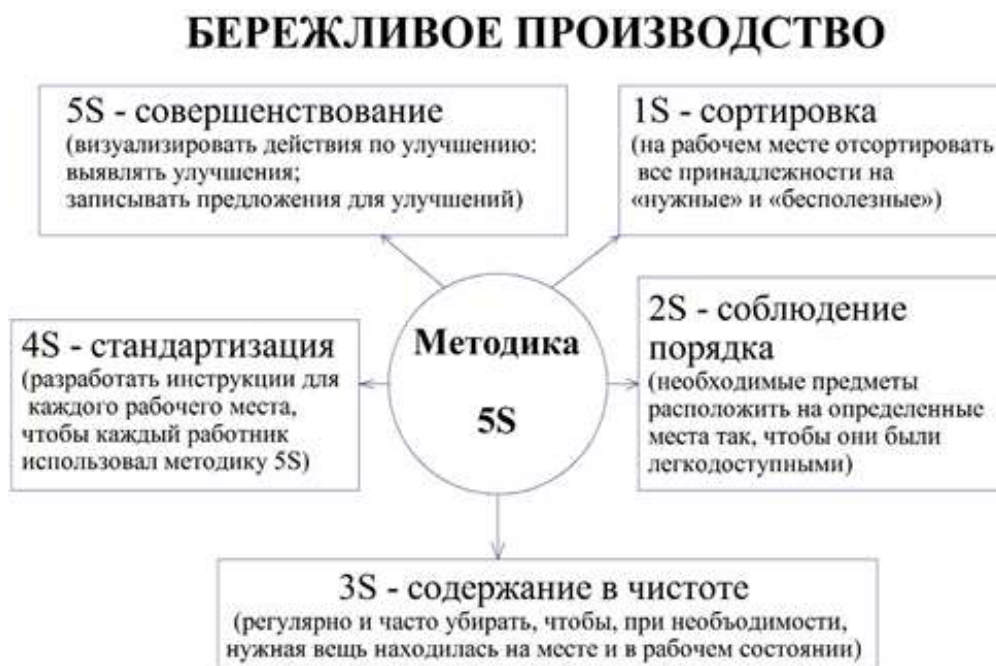 БЕРЕЖЛИВОЕ ПРОИЗВОДСТВО
5S - совершенствование
(визуализировать действия по улучшению:
выявлять улучшения;
записывать предложения для улучшений)
1S - сортировка
(на рабочем месте отсортировать
все принадлежности на
«нужные» и «бесполезные»)
Методика
5S
2S - соблюдение
порядка
(необходимые предметы
расположить на определенные
места так, чтобы они были
легкодоступными)
4S - стандартизация
(разработать инструкции для
каждого рабочего места,
чтобы каждый работник
использовал методику 5S)
3S - содержание в чистоте
(регулярно и часто убирать, чтобы, при необъодимости,
нужная вещь находилась на месте и в рабочем состоянии)